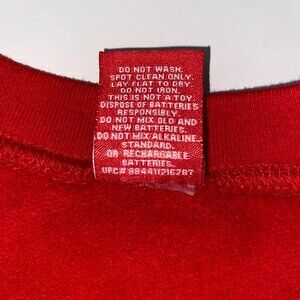 DO NOT WASH.
SPOT CLEAN ONLY.
LAY FLAT TO DRY.
DO NOT IRON.
THIS IS NOT A TOY.
DISPOSE OF BATTERIES
RESPONSIBLY.
DO NOT MIX OLD AND
NEW BATTERIES.
DO NOT MIX ALKALINE,
STANDARD,
OR RECHARGABLE
BATTERIES.
UPC# 884411216287